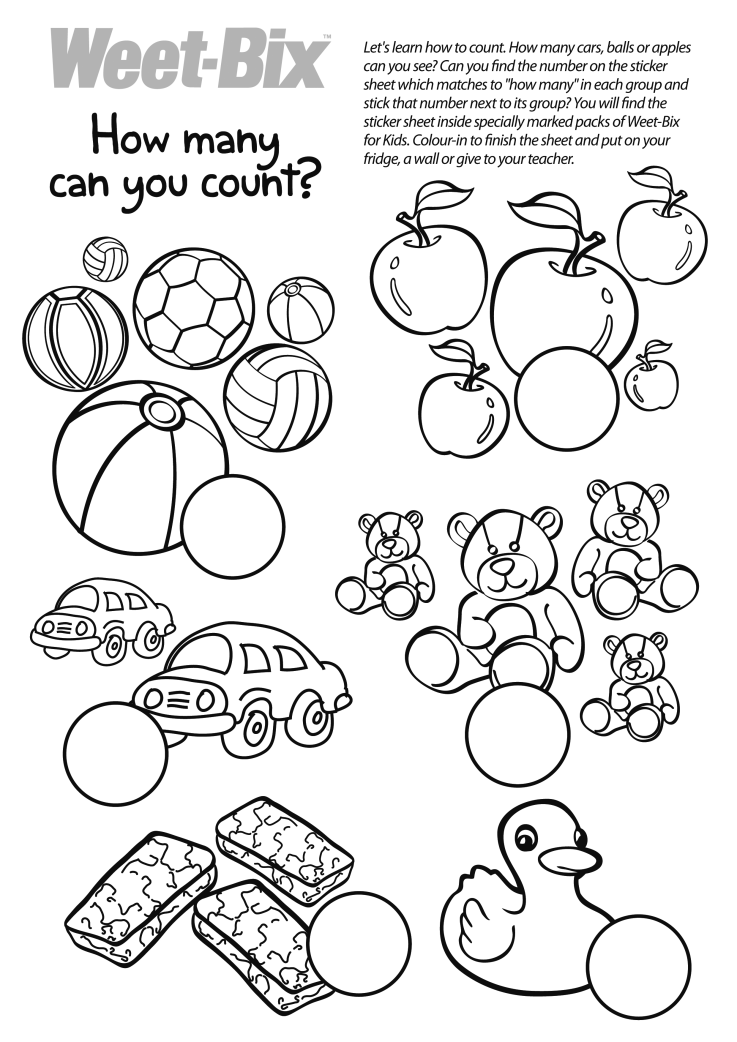 Weet-Bix™
How many
can you count?
Let's learn how to count. How many cars, balls or apples
can you see? Can you find the number on the sticker
sheet which matches to "how many" in each group and
stick that number next to its group? You will find the
sticker sheet inside specially marked packs of Weet-Bix
for Kids. Colour-in to finish the sheet and put on your
fridge, a wall or give to your teacher.